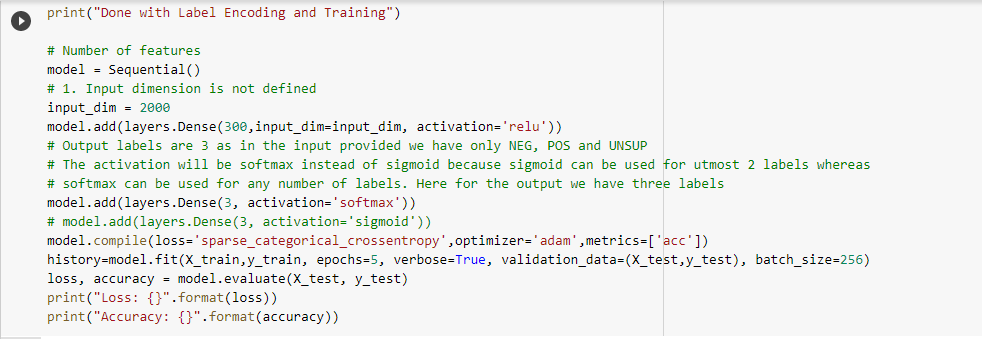 print("Done with Label Encoding and Training")
# Number of features
model = Sequential()
# 1. Input dimension is not defined
input_dim = 2000
model.add(layers.Dense(300,input_dim=input_dim, activation='relu'))
# Output labels are 3 as in the input provided we have only NEG, POS and UNSUP
# The activation will be softmax instead of sigmoid because sigmoid can be used for utmost 2 labels whereas
# softmax can be used for any number of labels. Here for the output we have three labels
model.add(layers.Dense(3, activation='softmax'))
# model.add(layers.Dense(3, activation='sigmoid'))
model.compile(loss='sparse_categorical_crossentropy',optimizer='adam',metrics=['acc'])
history=model.fit(X_train,y_train, epochs=5, verbose=True, validation_data=(X_test,y_test), batch_size=256)
loss, accuracy = model.evaluate(X_test, y_test)
print("Loss: {}".format(loss))
print("Accuracy: {}".format(accuracy))